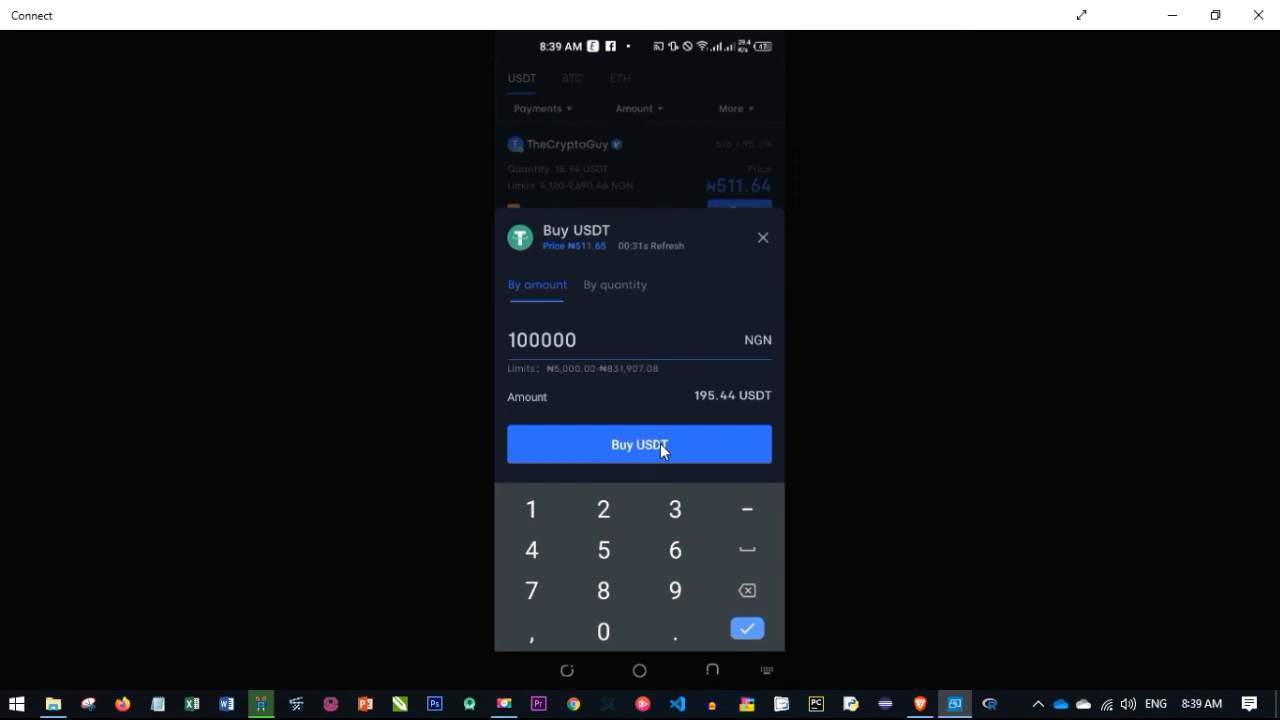 Connect
8:39 AM
USDT BTC ETH
Payments Amount More
TheCryptoGuy
Quantity 18.94 USDT Price
Limits 4,120-9,690.46 NGN ₦511.64
Buy USDT
Price ₦511.65 00:31s Refresh
By amount By quantity
100000 NGN
Limits: ₦5,000.00-₦831,907.08
Amount 195.44 USDT
Buy USDT
1 2 3 -
4 5 6
7 8 9
, 0 .
ENG 8:39 AM